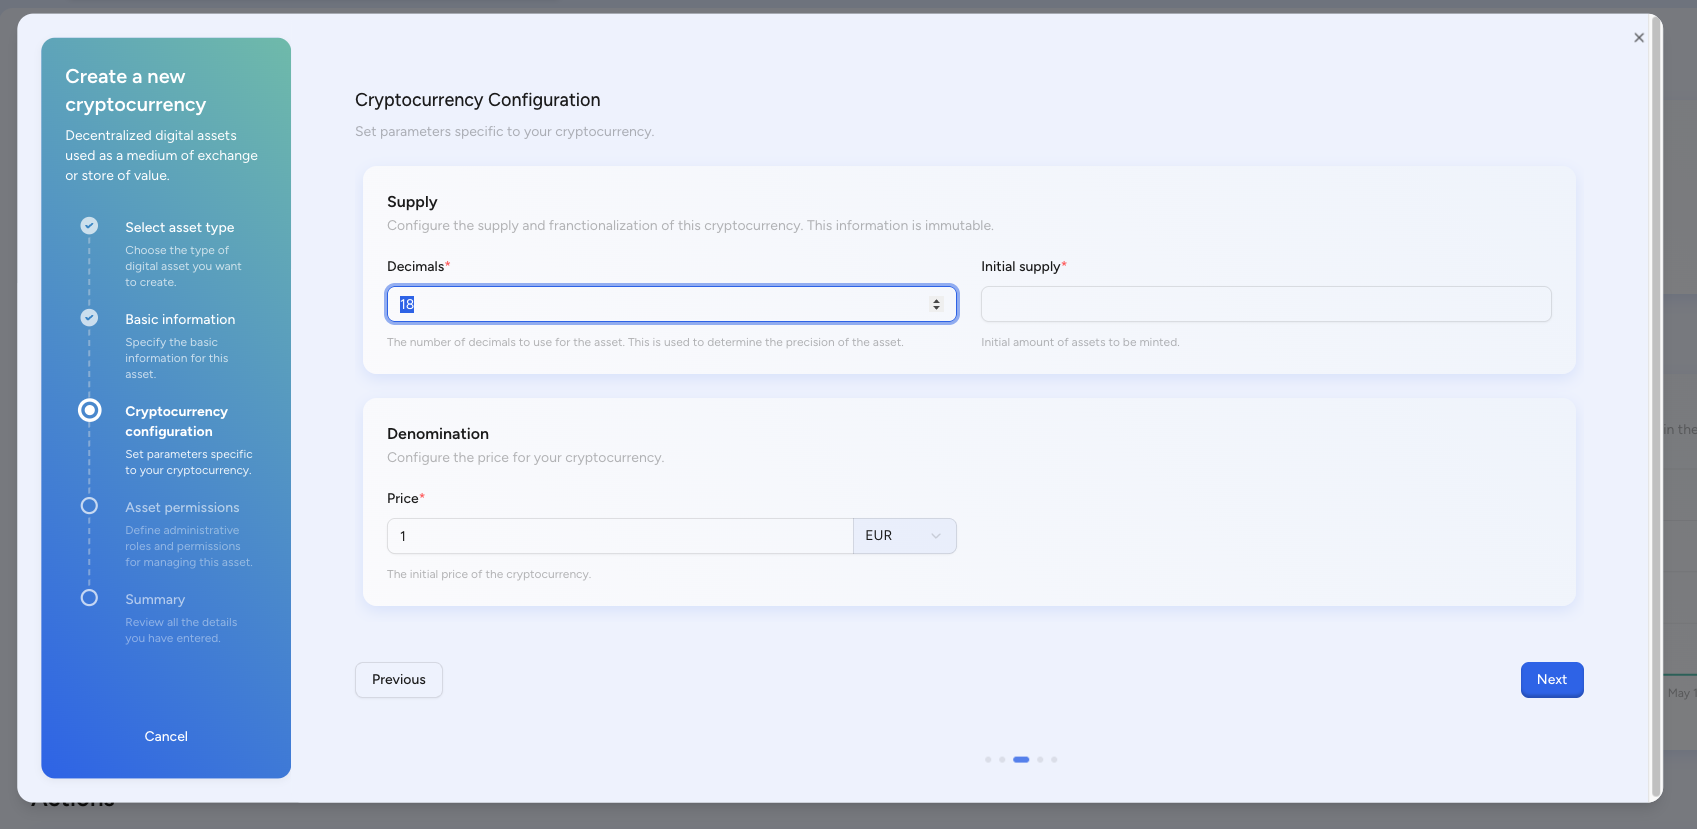 Create a new
cryptocurrency
Decentralized digital assets
used as a medium of exchange
or store of value.
Select asset type
Choose the type of
digital asset you want
to create.
Basic information
Specify the basic
information for this
asset.
Cryptocurrency
configuration
Set parameters specific
to your cryptocurrency.
Asset permissions
Define administrative
roles and permissions
for managing this asset.
Summary
Review all the details
you have entered.
Cancel
Cryptocurrency Configuration
Set parameters specific to your cryptocurrency.
Supply
Configure the supply and franctionalization of this cryptocurrency. This information is immutable.
Decimals* Initial supply*
18
The number of decimals to use for the asset. This is used to determine the precision of the asset. Initial amount of assets to be minted.
Denomination
Configure the price for your cryptocurrency.
Price*
1 EUR
The initial price of the cryptocurrency.
Previous Next
in the
May 1
Actions